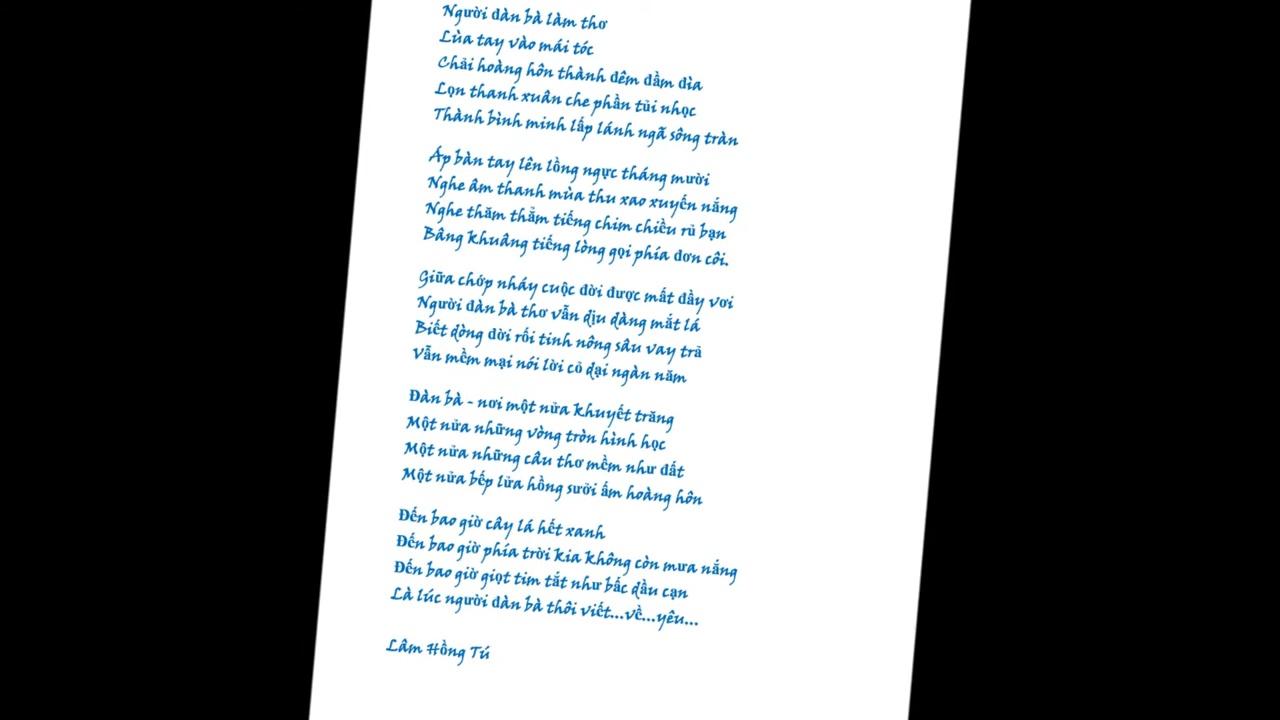 Người đàn bà làm thơ
Lùa tay vào mái tóc
Chải hoàng hôn thành đêm đầm đìa
Lọn thanh xuân che phần tủi nhọc
Thành bình minh lấp lánh ngã sông tràn
Áp bàn tay lên lồng ngực tháng mười
Nghe âm thanh mùa thu xao xuyến nắng
Nghe thăm thẳm tiếng chim chiều rủ bạn
Bâng khuâng tiếng lòng gọi phía đơn côi.
Giữa chớp nháy cuộc đời được mất đầy vơi
Người đàn bà thơ vẫn dịu dàng mắt lá
Biết dòng đời rối tinh nông sâu vay trả
Vẫn mềm mại nói lời cỏ dại ngàn năm
Đàn bà - nơi một nửa khuyết trăng
Một nửa những vòng tròn hình học
Một nửa những câu thơ mềm như đất
Một nửa bếp lửa hồng sưởi ấm hoàng hôn
Đến bao giờ cây lá hết xanh
Đến bao giờ phía trời kia không còn mưa nắng
Đến bao giờ giọt tim tắt như bấc dầu cạn
Là lúc người đàn bà thôi viết...về...yêu...
Lâm Hồng Tú